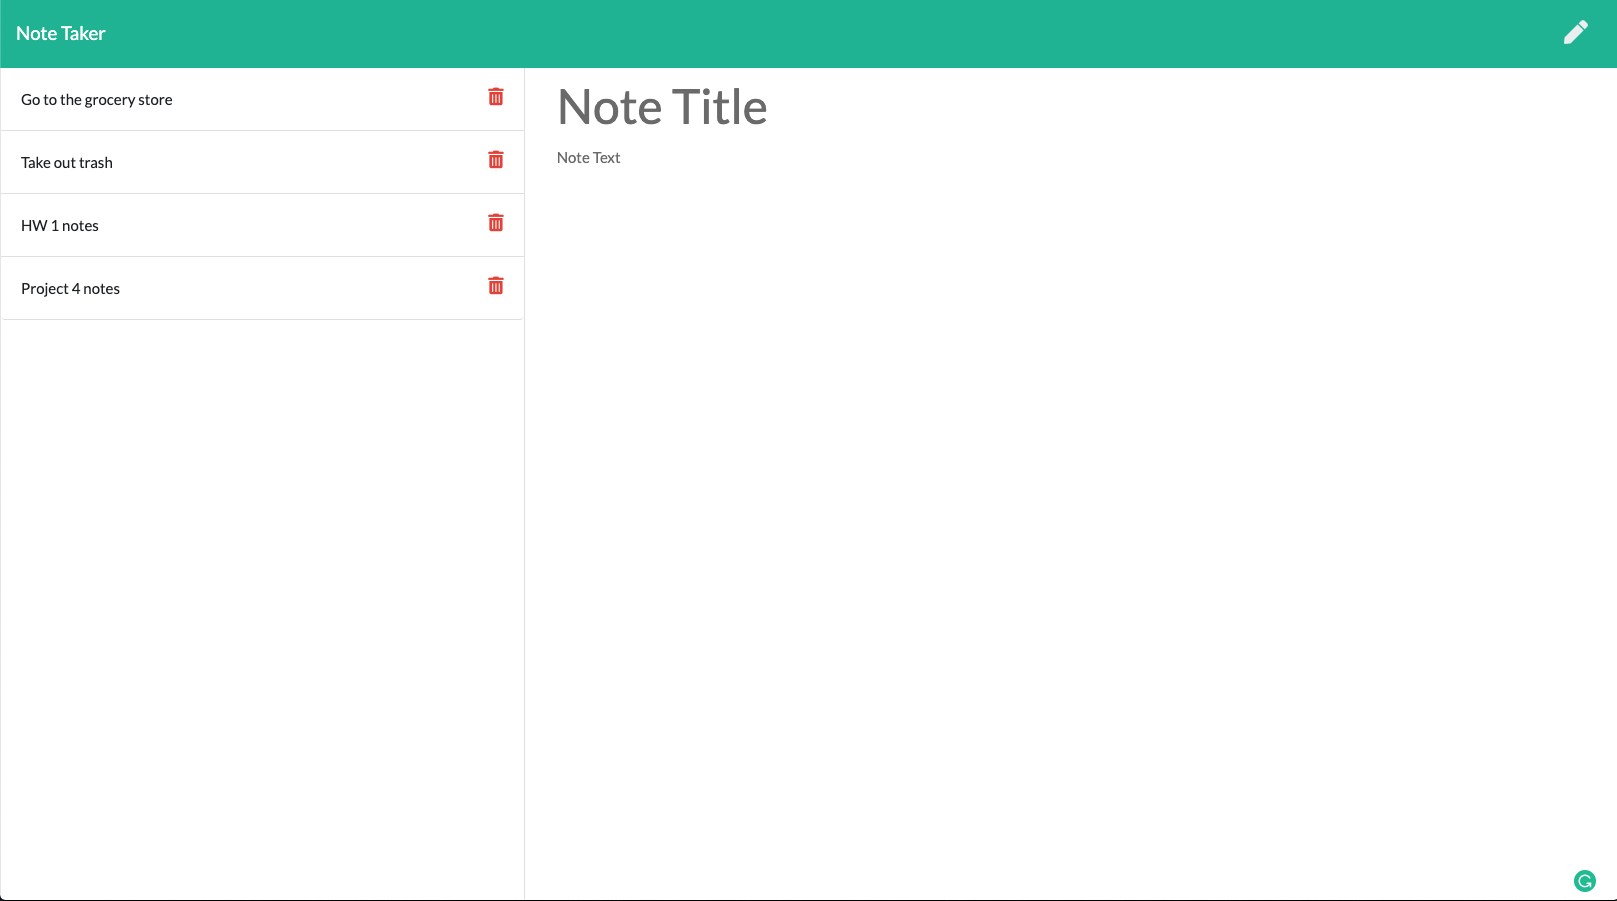 Note Taker
Go to the grocery store
Take out trash
HW 1 notes
Project 4 notes
Note Title
Note Text